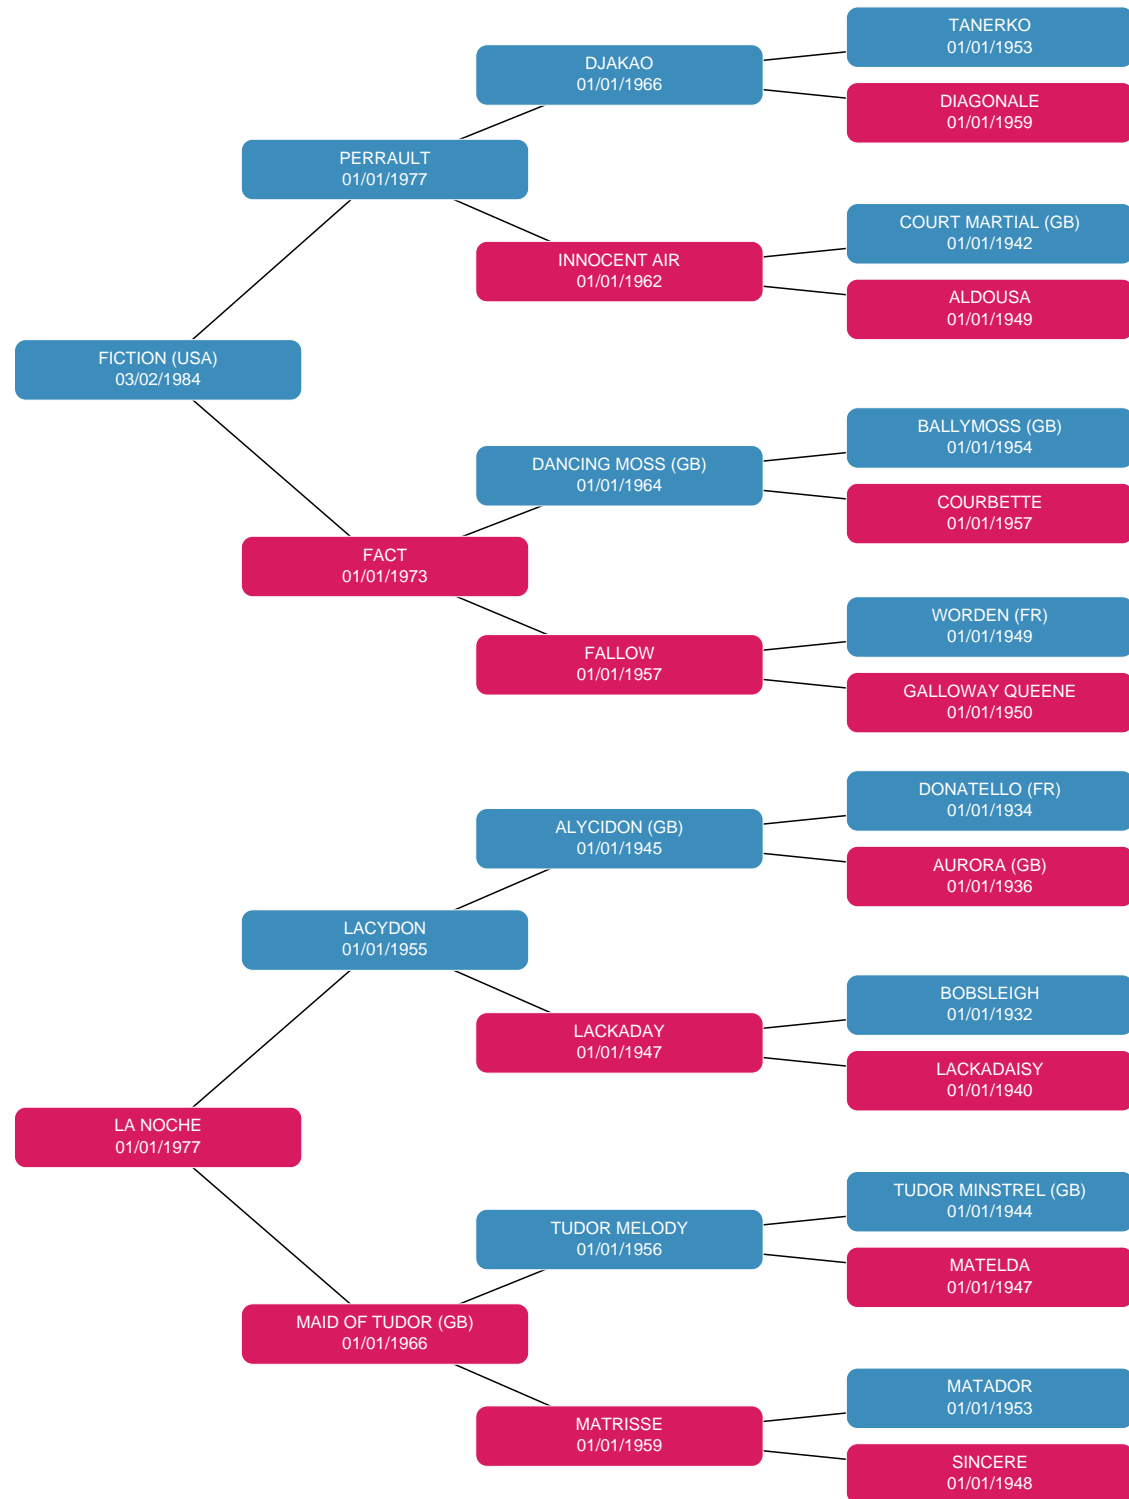 TANERKO
01/01/1953
DJAKAO
01/01/1966
DIAGONALE
01/01/1959
PERRAULT
01/01/1977
COURT MARTIAL (GB)
01/01/1942
INNOCENT AIR
01/01/1962
ALDOUSA
01/01/1949
FICTION (USA)
03/02/1984
BALLYMOSS (GB)
01/01/1954
DANCING MOSS (GB)
01/01/1964
COURBETTE
01/01/1957
FACT
01/01/1973
WORDEN (FR)
01/01/1949
FALLOW
01/01/1957
GALLOWAY QUEENE
01/01/1950
DONATELLO (FR)
01/01/1934
ALYCIDON (GB)
01/01/1945
AURORA (GB)
01/01/1936
LACYDON
01/01/1955
BOBSLEIGH
01/01/1932
LACKADAY
01/01/1947
LACKADAISY
01/01/1940
LA NOCHE
01/01/1977
TUDOR MINSTREL (GB)
01/01/1944
TUDOR MELODY
01/01/1956
MATELDA
01/01/1947
MAID OF TUDOR (GB)
01/01/1966
MATADOR
01/01/1953
MATRISSE
01/01/1959
SINCERE
01/01/1948